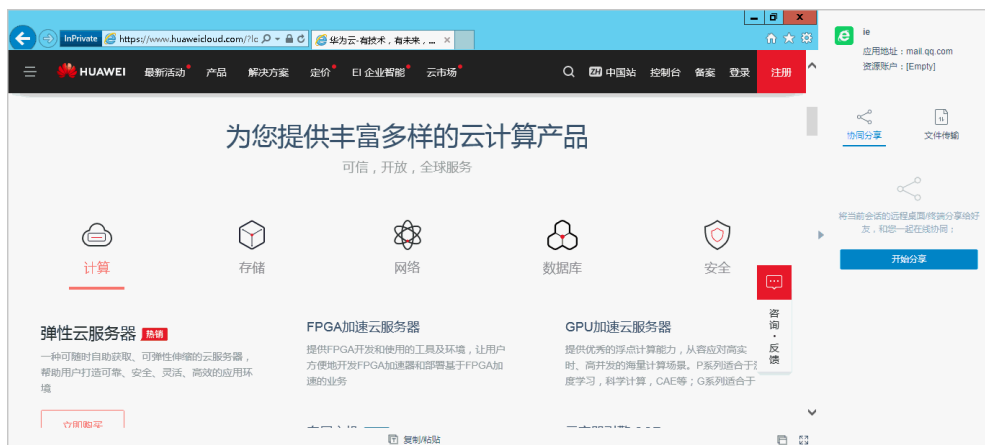 InPrivate https://www.huaweicloud.com/?lc 华为云-有技术，有未来，... ×
HUAWEI 最新活动 产品 解决方案 定价 EI 企业智能 云市场 ZH 中国站 控制台 备案 登录 注册
为您提供丰富多样的云计算产品
可信，开放，全球服务
计算 存储 网络 数据库 安全
弹性云服务器 热销
一种可随时自助获取、可弹性伸缩的云服务器，
帮助用户打造可靠、安全、灵活、高效的应用环
境
立即购买
FPGA加速云服务器
提供FPGA开发和使用的工具及环境，让用户
方便地开发FPGA加速器和部署基于FPGA加
速的业务
GPU加速云服务器
提供优秀的浮点计算能力，从容应对高实
时、高并发的海量计算场景。P系列适合于
度学习，科学计算，CAE等；G系列适合于
咨询·反馈
复制/粘贴
ie
应用地址：mail.qq.com
资源账户：[Empty]
协同分享 文件传输
将当前会话的远程桌面/终端分享给好
友，和您一起在线协同；
开始分享